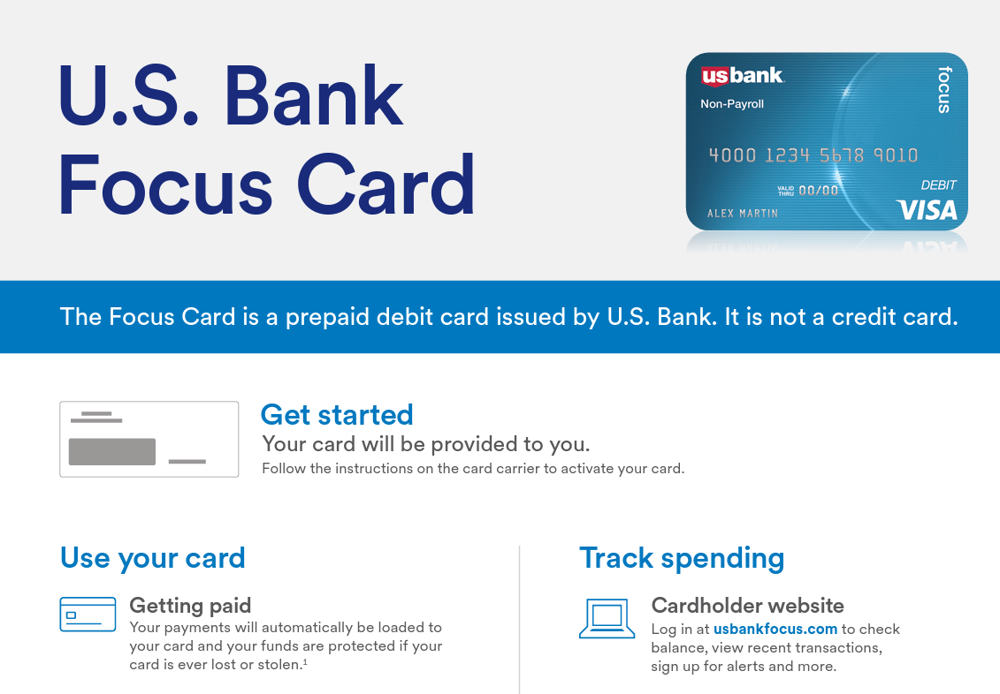 U.S. Bank
Focus Card
usbank
focus
Non-Payroll
4000 1234 5678 9010
VALID
THRU 00/00
DEBIT
ALEX MARTIN
VISA
The Focus Card is a prepaid debit card issued by U.S. Bank. It is not a credit card.
Get started
Your card will be provided to you.
Follow the instructions on the card carrier to activate your card.
Use your card
Getting paid
Your payments will automatically be loaded to
your card and your funds are protected if your
card is ever lost or stolen.¹
Track spending
Cardholder website
Log in at usbankfocus.com to check
balance, view recent transactions,
sign up for alerts and more.